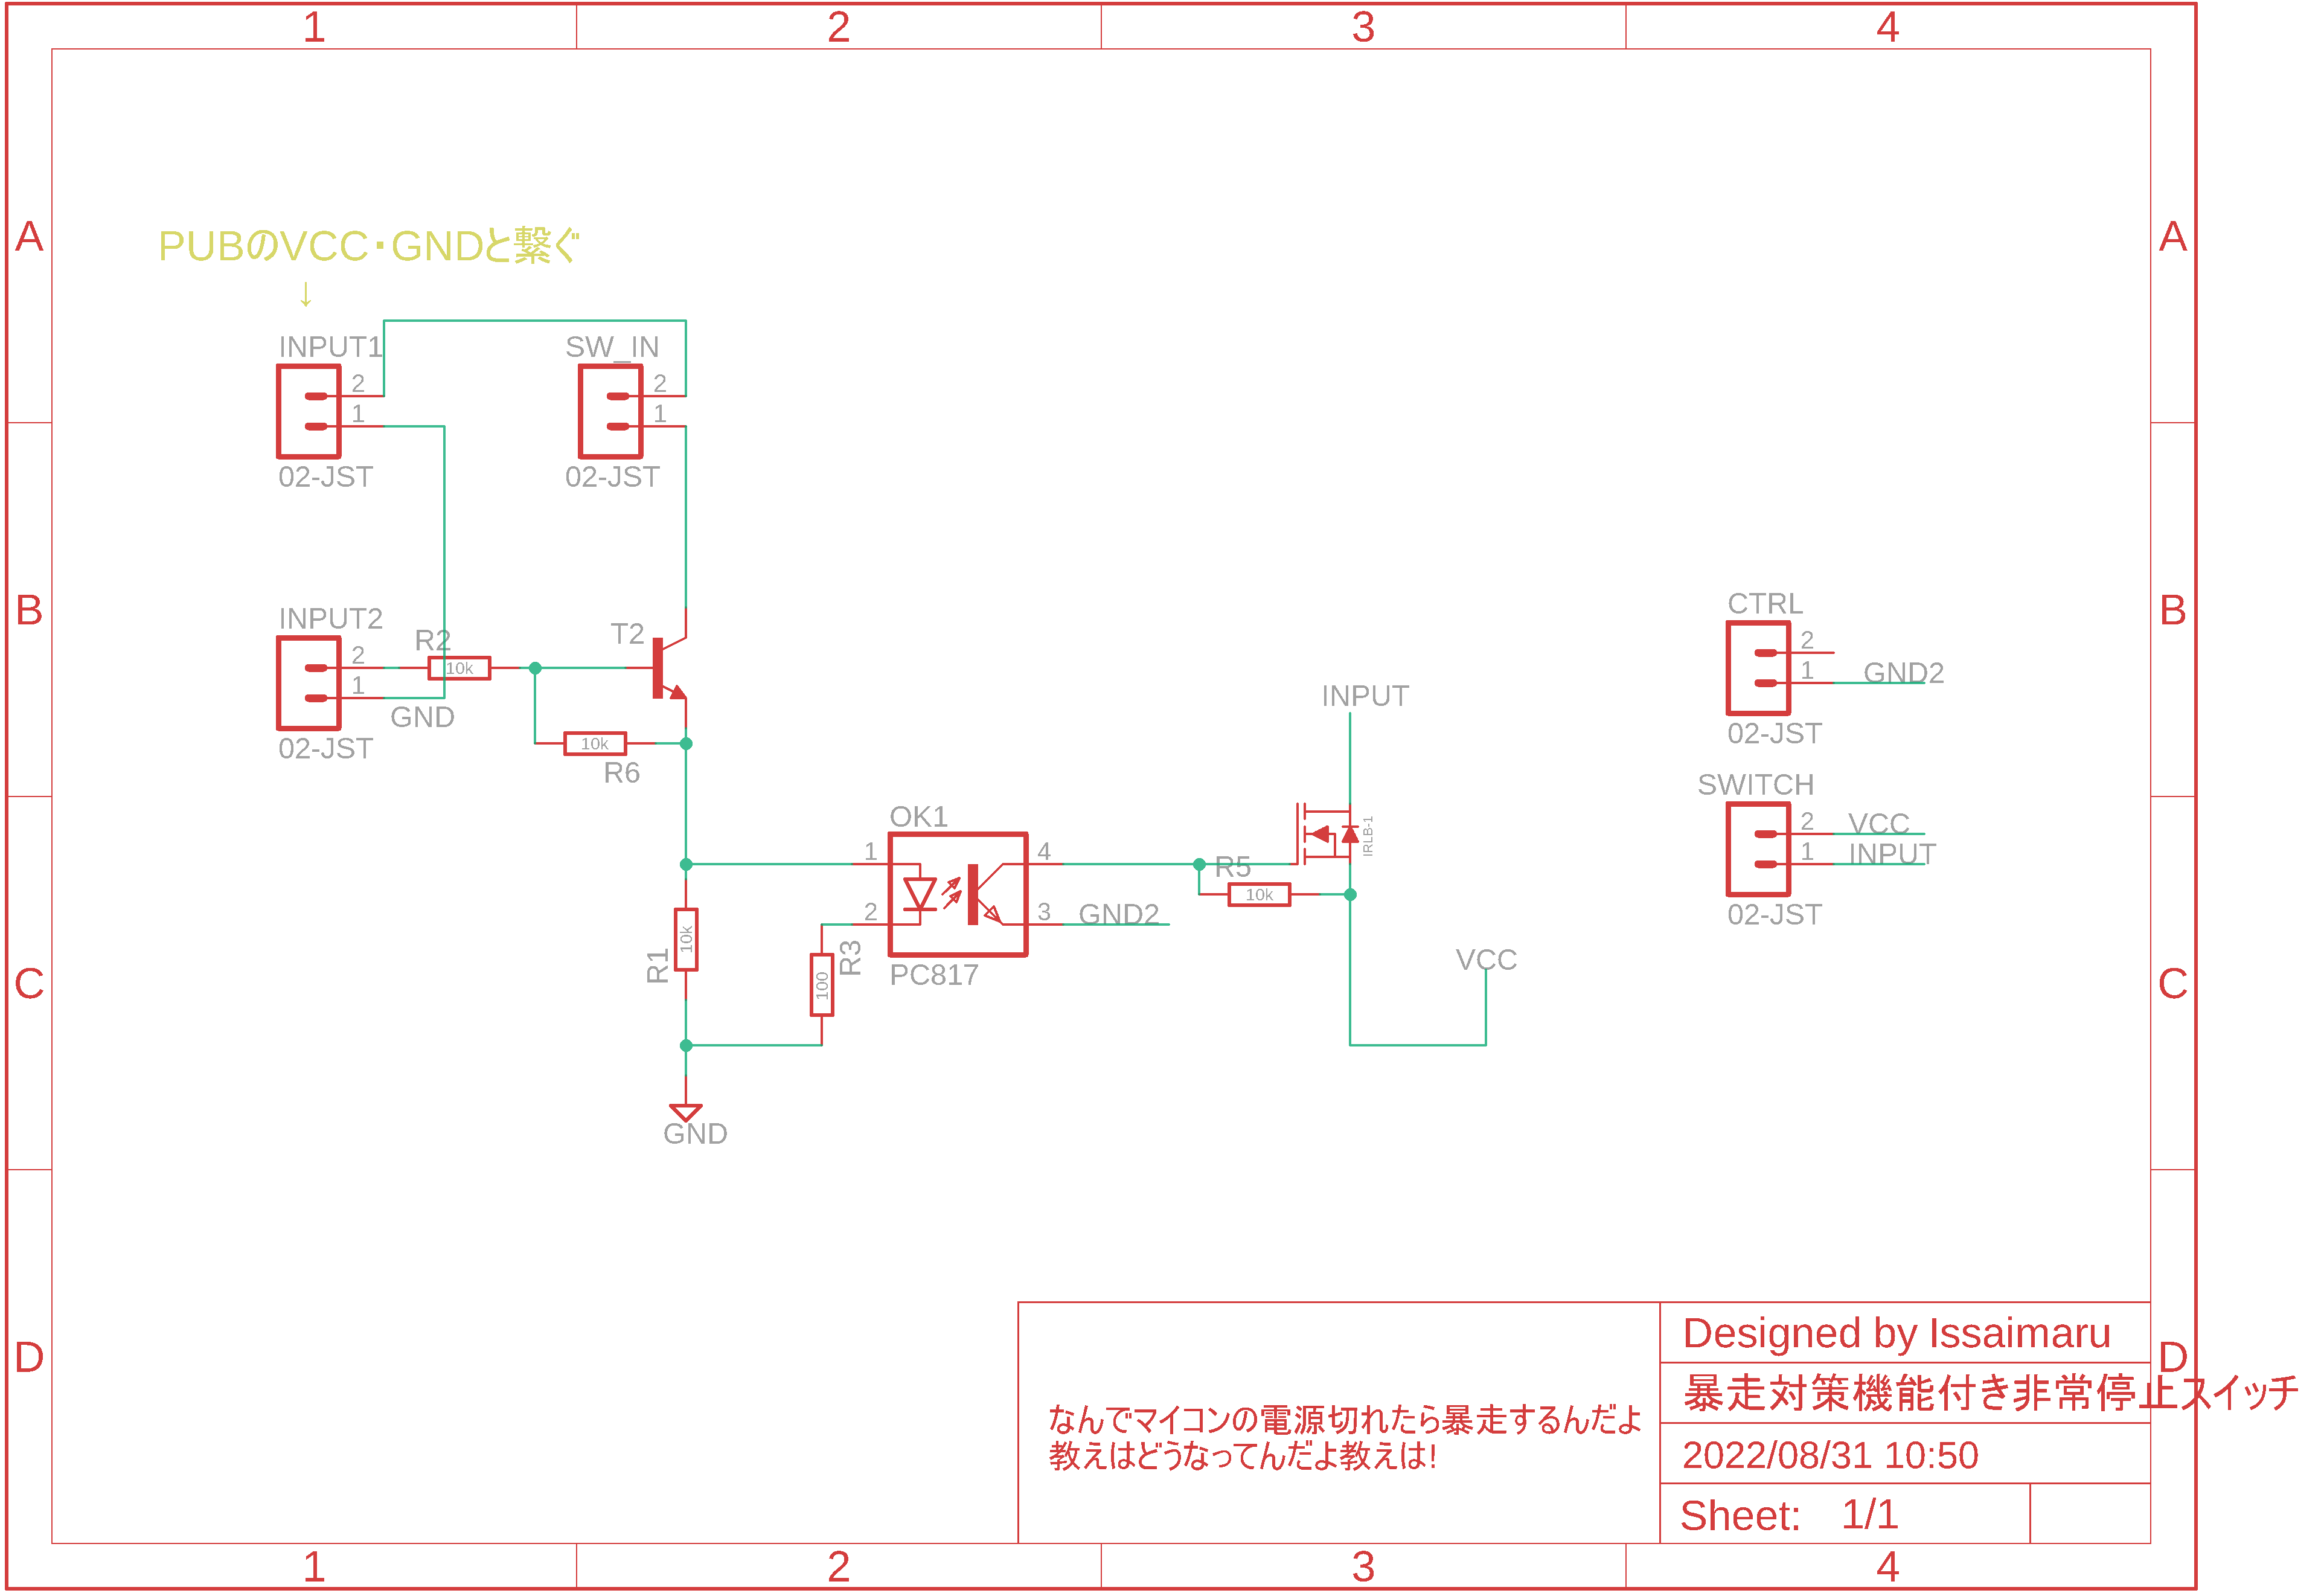 1 2 3 4
A A
PUBのVCC・GNDと繋ぐ
↓
INPUT1
2
1
02-JST
SW_IN
2
1
02-JST
B B
INPUT2
2
1
GND
02-JST
R2
10k
T2
10k
R6
INPUT
CTRL
2
1
GND2
02-JST
SWITCH
2
VCC
1
INPUT
02-JST
OK1
1
2
4
3
PC817
GND2
R5
10k
IRLB-1
VCC
C C
R1
10k
R3
100
GND
D D
なんでマイコンの電源切れたら暴走するんだよ
教えはどうなってんだよ教えは!
Designed by Issaimaru
暴走対策機能付き非常停止スイッチ
2022/08/31 10:50
Sheet: 1/1
1 2 3 4